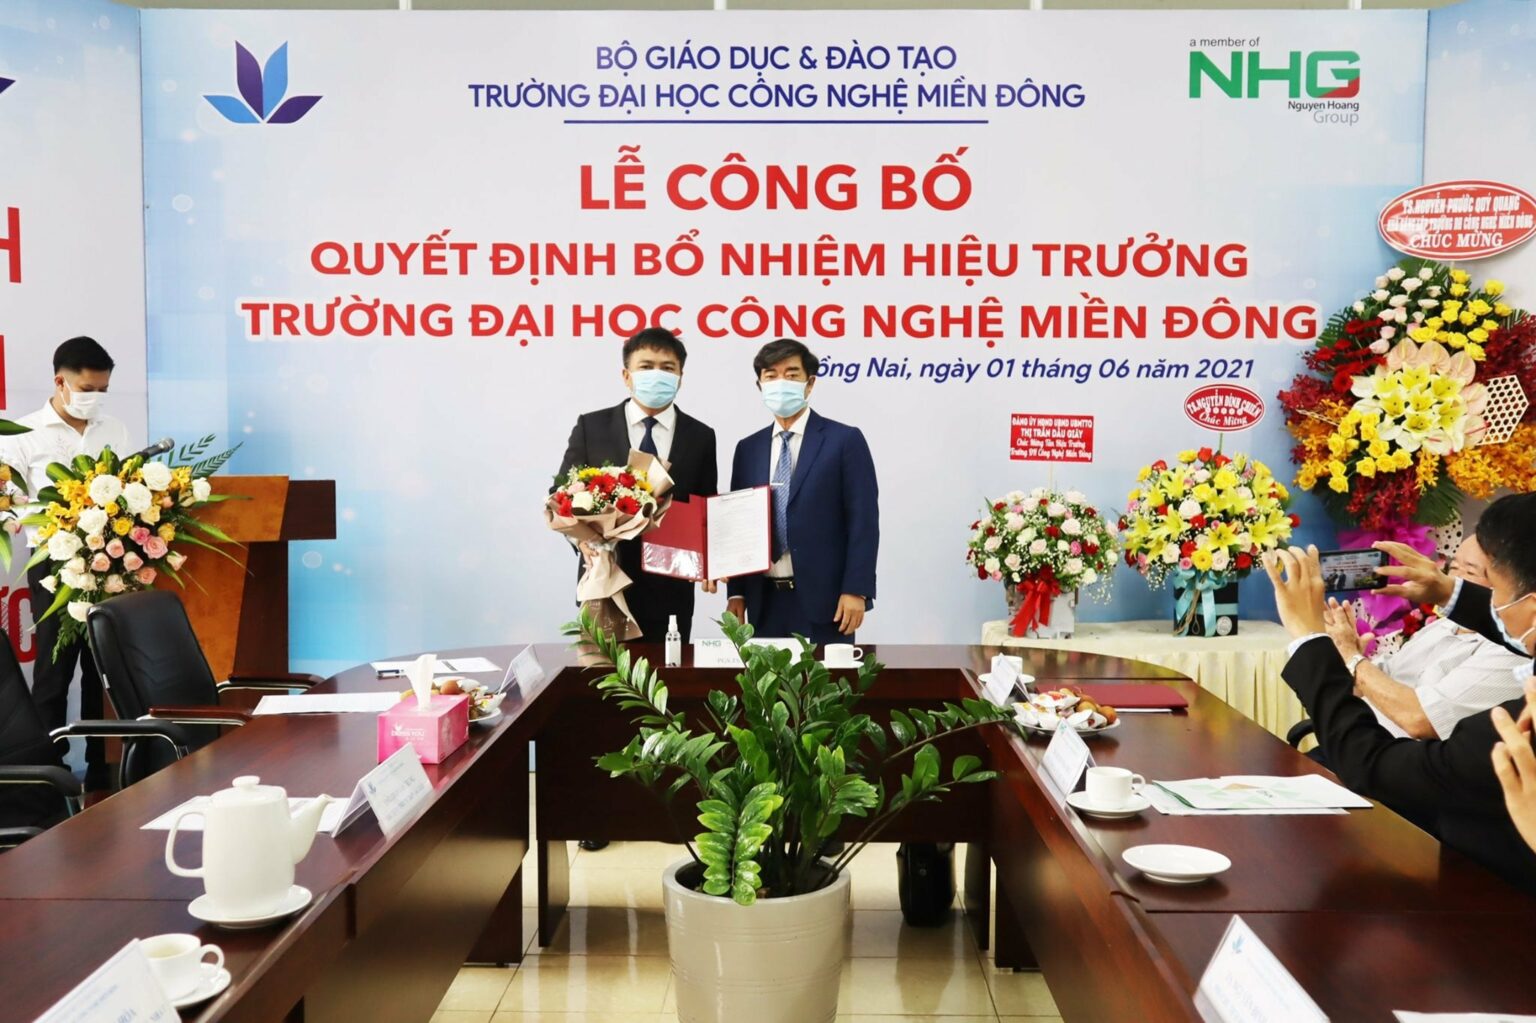 BỘ GIÁO DỤC & ĐÀO TẠO
TRƯỜNG ĐẠI HỌC CÔNG NGHỆ MIỀN ĐÔNG
a member of
NHG
Nguyen Hoang
Group
LỄ CÔNG BỐ
QUYẾT ĐỊNH BỔ NHIỆM HIỆU TRƯỞNG
TRƯỜNG ĐẠI HỌC CÔNG NGHỆ MIỀN ĐÔNG
ồng Nai, ngày 01 tháng 06 năm 2021
TS.NGUYỄN PHƯỚC QUÝ QUANG
CHÚC MỪNG
TS.NGUYỄN ĐÌNH CHIẾN
Chúc Mừng
ĐẢNG ỦY HĐND UBND UBMTTQ
THỊ TRẤN DẦU GIÂY
Chúc Mừng Tân Hiệu Trưởng
Trường ĐH Công Nghệ Miền Đông
H
NHG